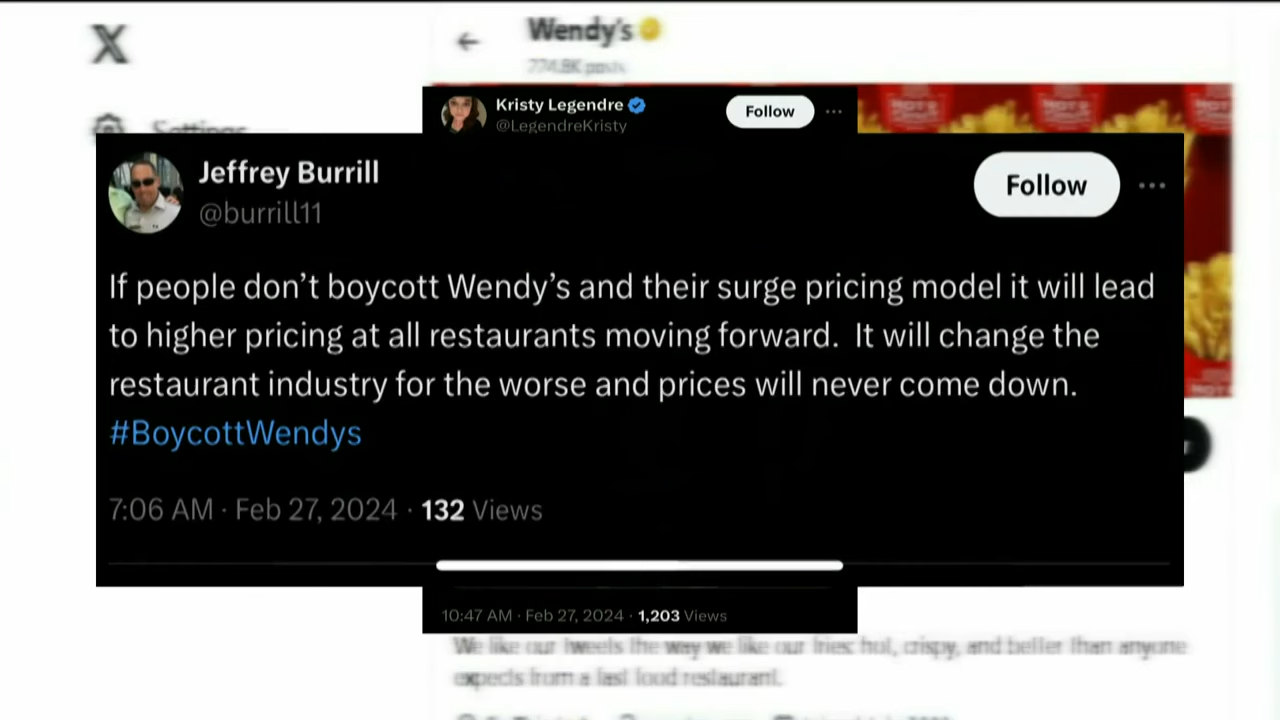 Wendy's
774.8K posts
Settings
Kristy Legendre
Follow
@LegendreKristy
Jeffrey Burrill
@burrill11
Follow
If people don’t boycott Wendy’s and their surge pricing model it will lead
to higher pricing at all restaurants moving forward.  It will change the
restaurant industry for the worse and prices will never come down.
#BoycottWendys
7:06 AM · Feb 27, 2024 · 132 Views
10:47 AM · Feb 27, 2024 · 1,203 Views
We like our tweets the way we like our fries: hot, crispy, and better than anyone
expects from a fast food restaurant.